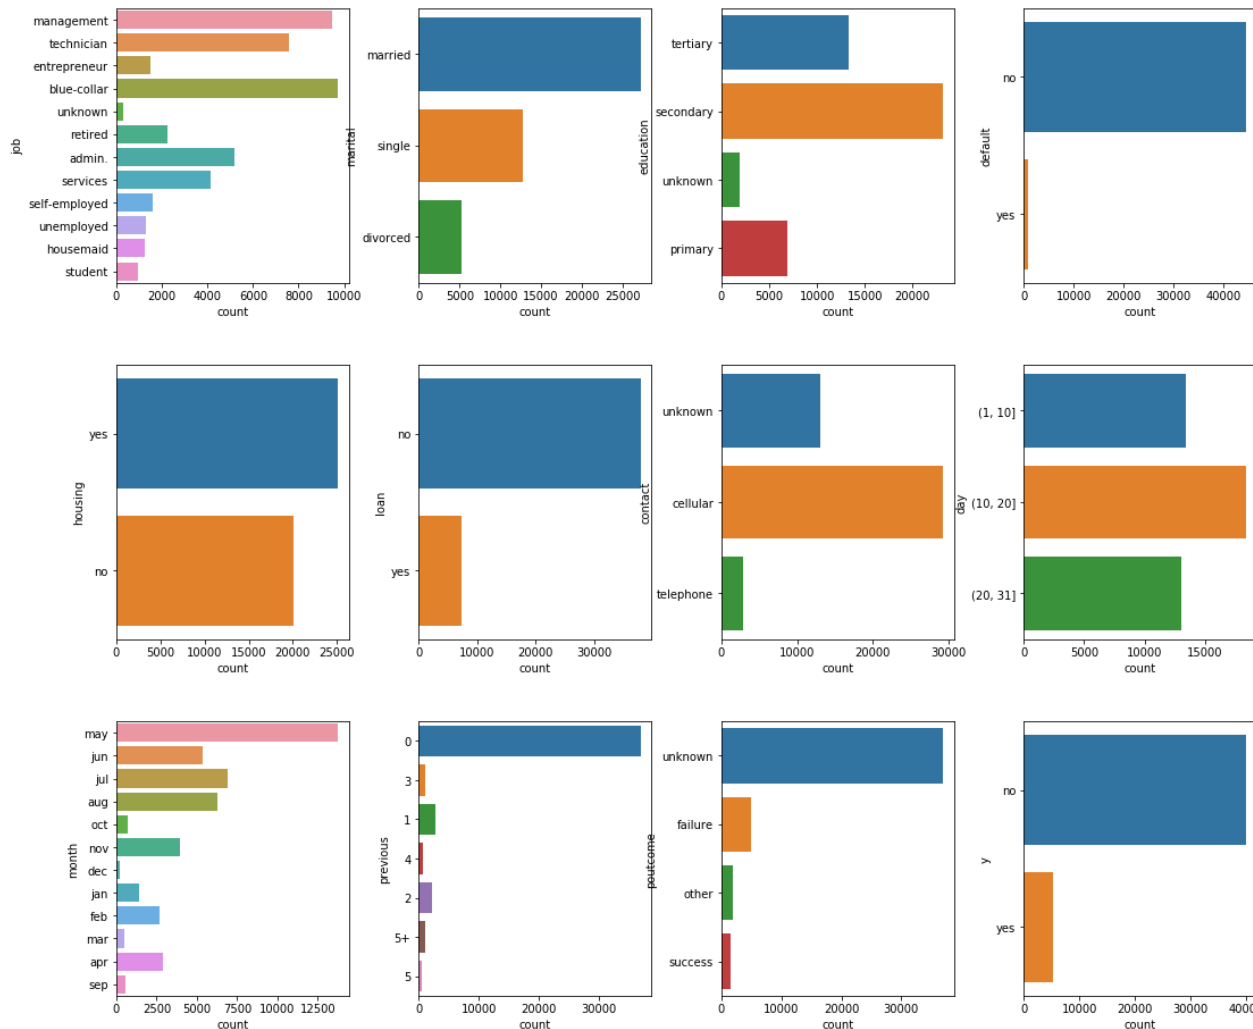 job
management
technician
entrepreneur
blue-collar
unknown
retired
admin.
services
self-employed
unemployed
housemaid
student
0 2000 4000 6000 8000 10000
count
marital
married
single
divorced
0 5000 10000 15000 20000 25000
count
education
tertiary
secondary
unknown
primary
0 5000 10000 15000 20000
count
default
no
yes
0 10000 20000 30000 40000
count
housing
yes
no
0 5000 10000 15000 20000 25000
count
loan
no
yes
0 10000 20000 30000
count
contact
unknown
cellular
telephone
0 10000 20000 30000
count
day
(1, 10]
(10, 20]
(20, 31]
0 5000 10000 15000
count
month
may
jun
jul
aug
oct
nov
dec
jan
feb
mar
apr
sep
0 2500 5000 7500 10000 12500
count
previous
0
3
1
4
2
5+
5
0 10000 20000 30000
count
poutcome
unknown
failure
other
success
0 10000 20000 30000
count
y
no
yes
0 10000 20000 30000
count